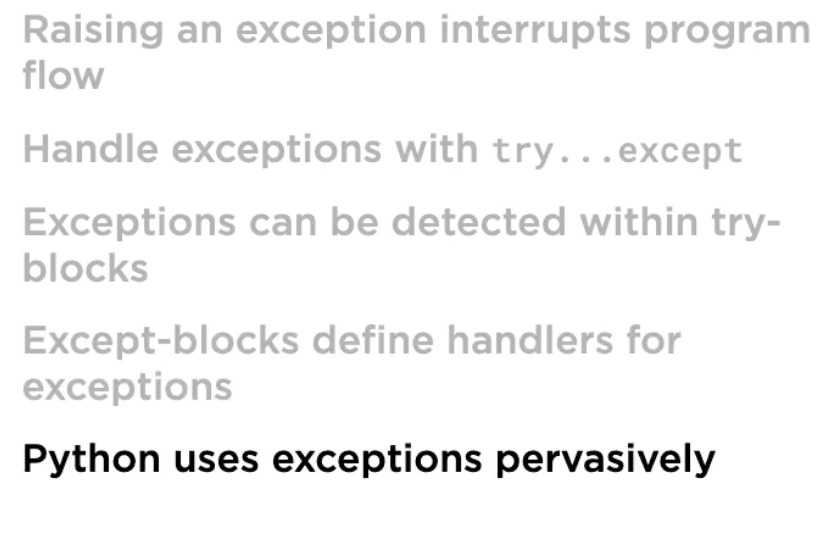 Raising an exception interrupts program
flow
Handle exceptions with try...except
Exceptions can be detected within try-
blocks
Except-blocks define handlers for
exceptions
Python uses exceptions pervasively